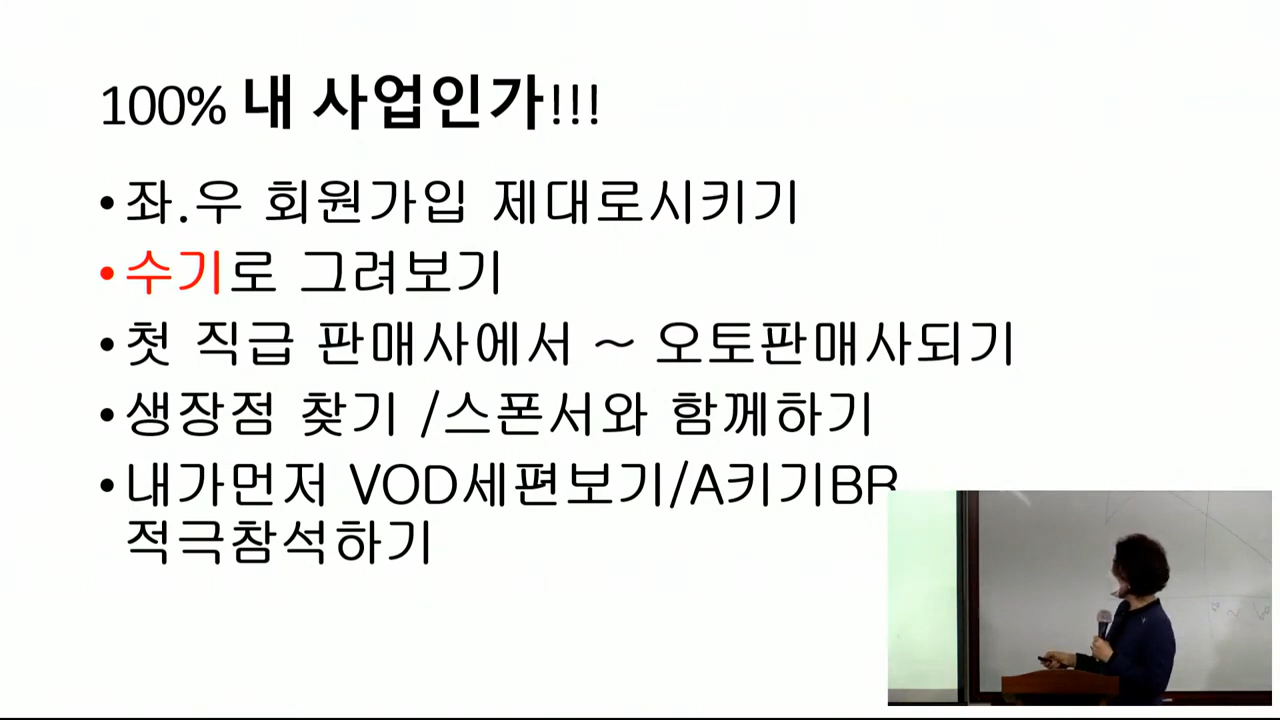 100% 내 사업인가!!!
•좌.우 회원가입 제대로시키기
•수기로 그려보기
•첫 직급 판매사에서 ~ 오토판매사되기
•생장점 찾기 /스폰서와 함께하기
•내가먼저 VOD세편보기/A키기BR
적극참석하기